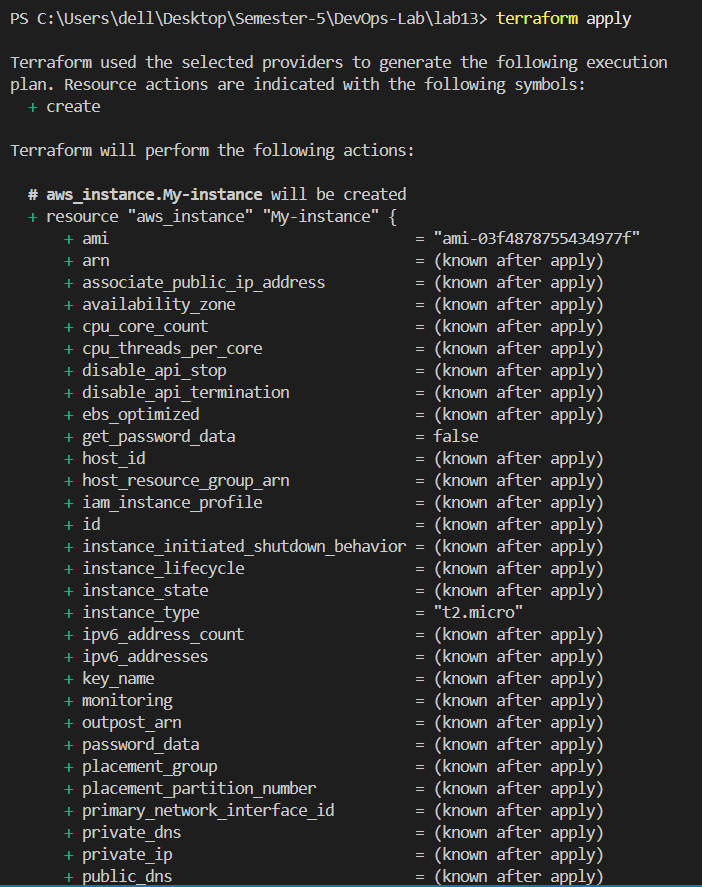 PS C:\Users\dell\Desktop\Semester-5\DevOps-Lab\lab13> terraform apply
Terraform used the selected providers to generate the following execution
plan. Resource actions are indicated with the following symbols:
+ create
Terraform will perform the following actions:
# aws_instance.My-instance will be created
+ resource "aws_instance" "My-instance" {
+ ami = "ami-03f4878755434977f"
+ arn = (known after apply)
+ associate_public_ip_address = (known after apply)
+ availability_zone = (known after apply)
+ cpu_core_count = (known after apply)
+ cpu_threads_per_core = (known after apply)
+ disable_api_stop = (known after apply)
+ disable_api_termination = (known after apply)
+ ebs_optimized = (known after apply)
+ get_password_data = false
+ host_id = (known after apply)
+ host_resource_group_arn = (known after apply)
+ iam_instance_profile = (known after apply)
+ id = (known after apply)
+ instance_initiated_shutdown_behavior = (known after apply)
+ instance_lifecycle = (known after apply)
+ instance_state = (known after apply)
+ instance_type = "t2.micro"
+ ipv6_address_count = (known after apply)
+ ipv6_addresses = (known after apply)
+ key_name = (known after apply)
+ monitoring = (known after apply)
+ outpost_arn = (known after apply)
+ password_data = (known after apply)
+ placement_group = (known after apply)
+ placement_partition_number = (known after apply)
+ primary_network_interface_id = (known after apply)
+ private_dns = (known after apply)
+ private_ip = (known after apply)
+ public_dns = (known after apply)